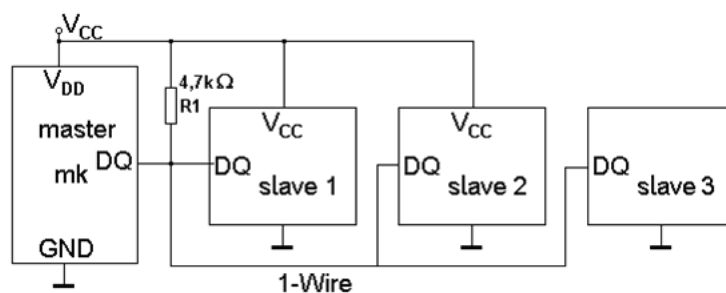 VCC
VDD
master
mk
DQ
GND
4,7kΩ
R1
VCC
DQ
slave 1
VCC
DQ
slave 2
DQ
slave 3
1-Wire